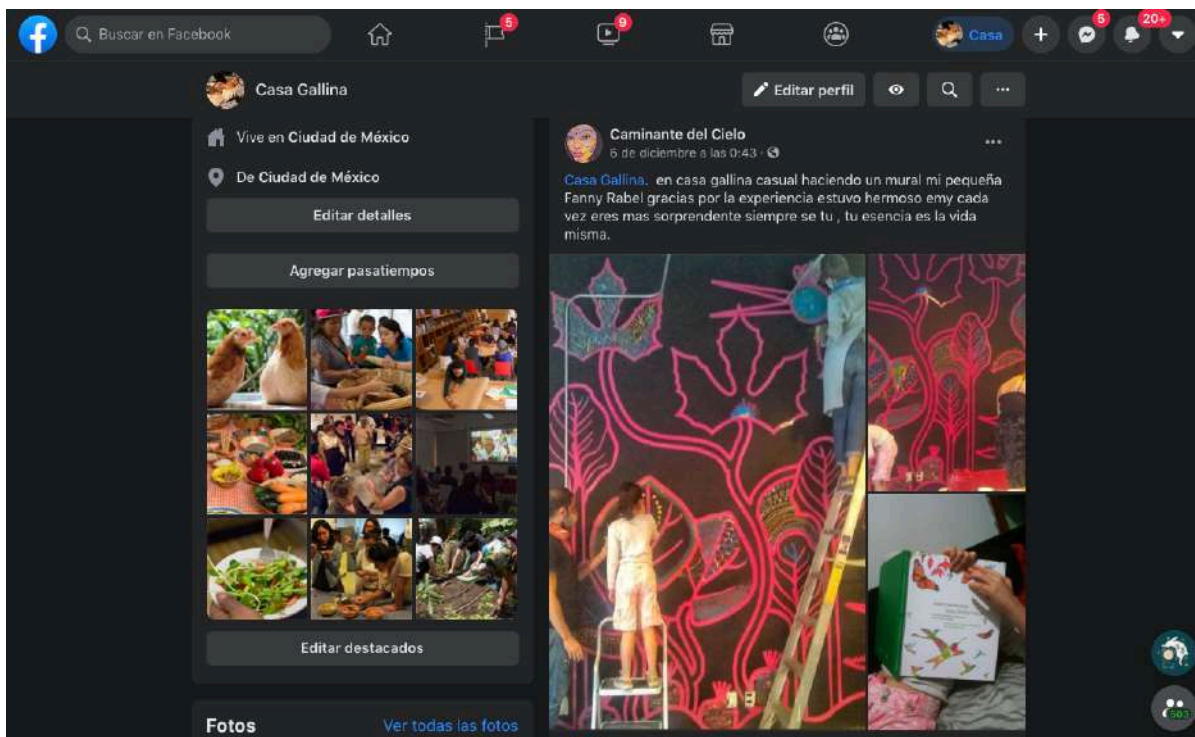 Buscar en Facebook
5
9
Casa
5
20+
Casa Gallina
Editar perfil
Vive en Ciudad de México
De Ciudad de México
Editar detalles
Agregar pasatiempos
Editar destacados
Fotos
Ver todas las fotos
Caminante del Cielo
6 de diciembre a las 0:43
Casa Gallina. en casa gallina casual haciendo un mural mi pequeña
Fanny Rabel gracias por la experiencia estuvo hermoso emy cada
vez eres mas sorprendente siempre se tu , tu esencia es la vida
misma.
503